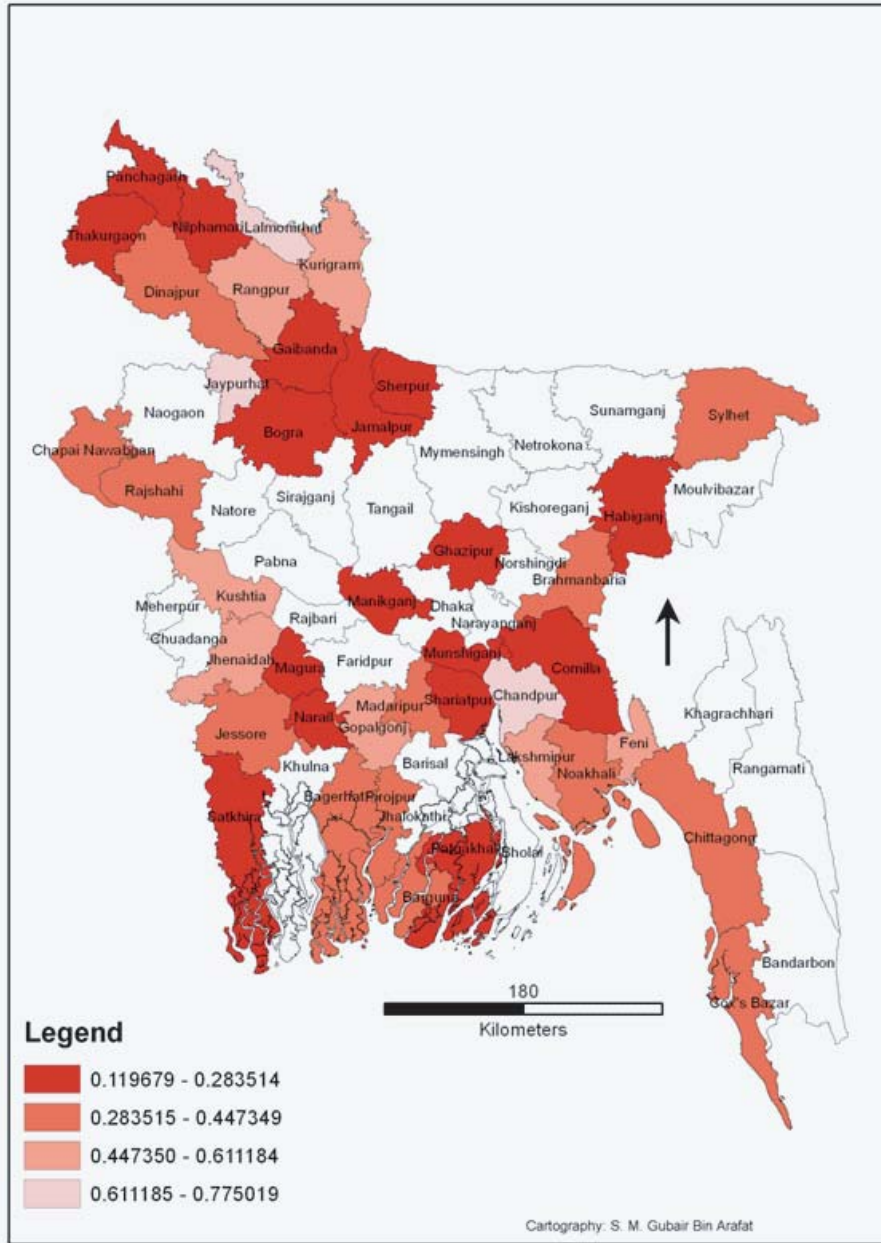 Panchagarh
Nilphamari
Lalmonirhat
Thakurgaon
Kurigram
Dinajpur
Rangpur
Gaibanda
Jaypurhat
Sherpur
Naogaon
Sunamganj
Sylhet
Bogra
Jamalpur
Netrokona
Chapai Nawabgan
Mymensingh
Rajshahi
Sirajganj
Moulvibazar
Natore
Tangail
Kishoreganj
Habiganj
Ghazipur
Pabna
Norshingdi
Brahmanbaria
Kushtia
Manikganj
Meherpur
Dhaka
Rajbari
Narayanganj
Chuadanga
Munshiganj
Jhenaidah
Magura
Faridpur
Comilla
Shariatpur
Chandpur
Madaripur
Narail
Khagrachhari
Gopalgonj
Jessore
Feni
Lakshmipur
Barisal
Khulna
Rangamati
Noakhali
Bagerhat
Pirojpur
Satkhira
Jhalokathi
Chittagong
Patuakhali
Bholai
Barguna
Bandarbon
180
Cox's Bazar
Kilometers
Legend
0.119679 - 0.283514
0.283515 - 0.447349
0.447350 - 0.611184
0.611185 - 0.775019
Cartography: S. M. Gubair Bin Arafat